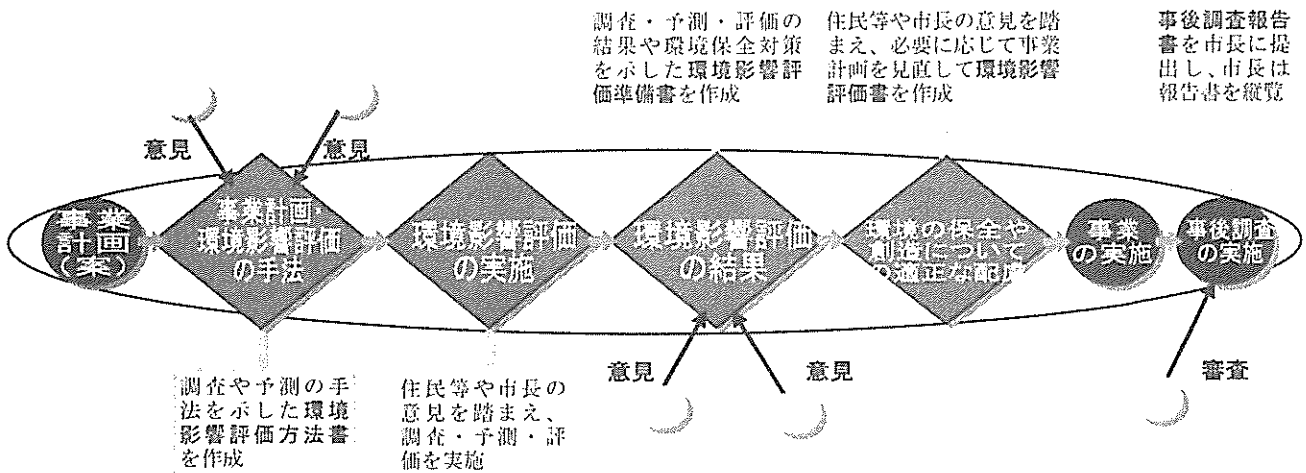 調査・予測・評価の
結果や環境保全対策
を示した環境影響評
価準備書を作成
住民等や市長の意見を踏
まえ、必要に応じて事業
計画を見直して環境影響
評価書を作成
事後調査報告
書を市長に提
出し、市長は
報告書を縦覧
意見
意見
事業
計画
(案)
事業計画・
環境影響評価
の手法
環境影響評価
の実施
環境影響評価
の結果
環境の保全や
創造について
の適正な配慮
事業
の実施
事後調査
の実施
調査や予測の手
法を示した環境
影響評価方法書
を作成
住民等や市長の
意見を踏まえ、
調査・予測・評
価を実施
意見
意見
審査